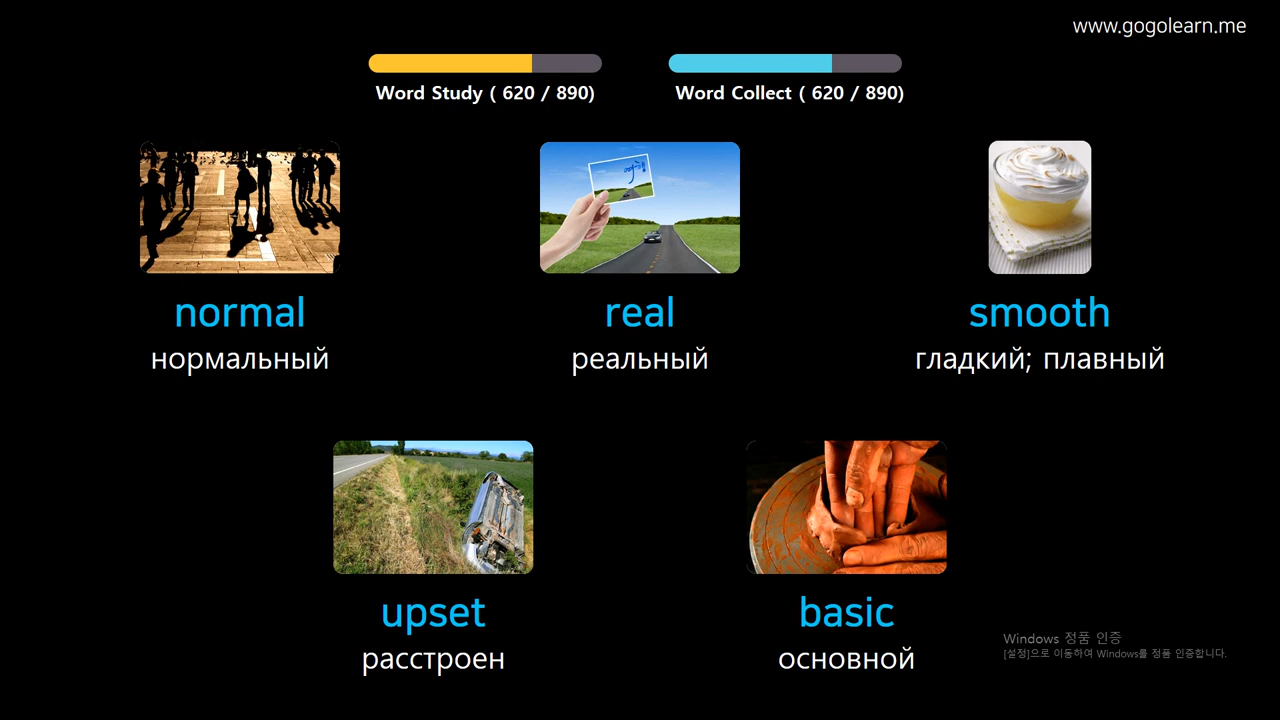 www.gogolearn.me
Word Study ( 620 / 890)
Word Collect ( 620 / 890)
여행
normal
нормальный
real
реальный
smooth
гладкий; плавный
upset
расстроен
basic
основной
Windows 정품 인증
[설정]으로 이동하여 Windows를 정품 인증합니다.